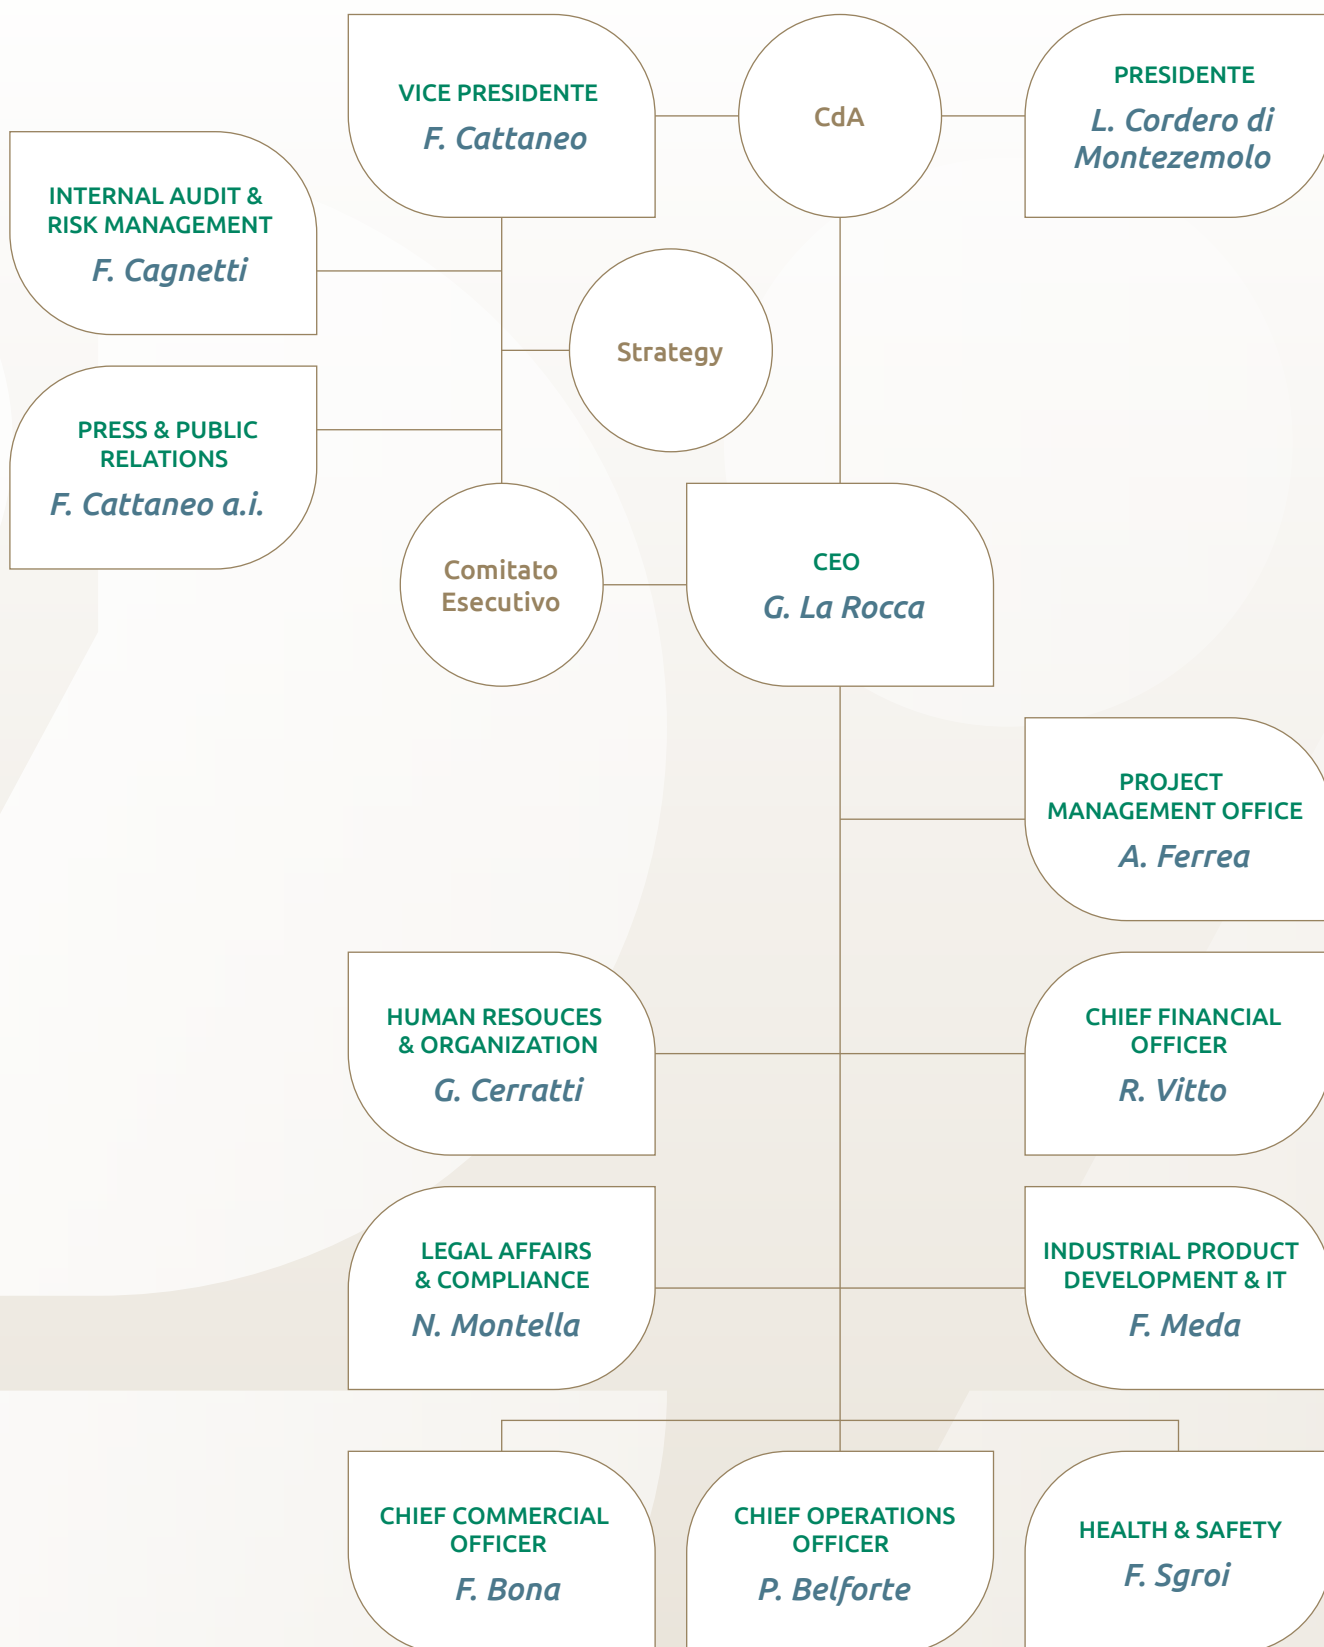 VICE PRESIDENTE
F. Cattaneo
CdA
PRESIDENTE
L. Cordero di
Montezemolo
INTERNAL AUDIT &
RISK MANAGEMENT
F. Cagnetti
Strategy
PRESS & PUBLIC
RELATIONS
F. Cattaneo a.i.
Comitato
Esecutivo
CEO
G. La Rocca
PROJECT
MANAGEMENT OFFICE
A. Ferrea
HUMAN RESOUCES
& ORGANIZATION
G. Cerratti
CHIEF FINANCIAL
OFFICER
R. Vitto
LEGAL AFFAIRS
& COMPLIANCE
N. Montella
INDUSTRIAL PRODUCT
DEVELOPMENT & IT
F. Meda
CHIEF COMMERCIAL
OFFICER
F. Bona
CHIEF OPERATIONS
OFFICER
P. Belforte
HEALTH & SAFETY
F. Sgroi